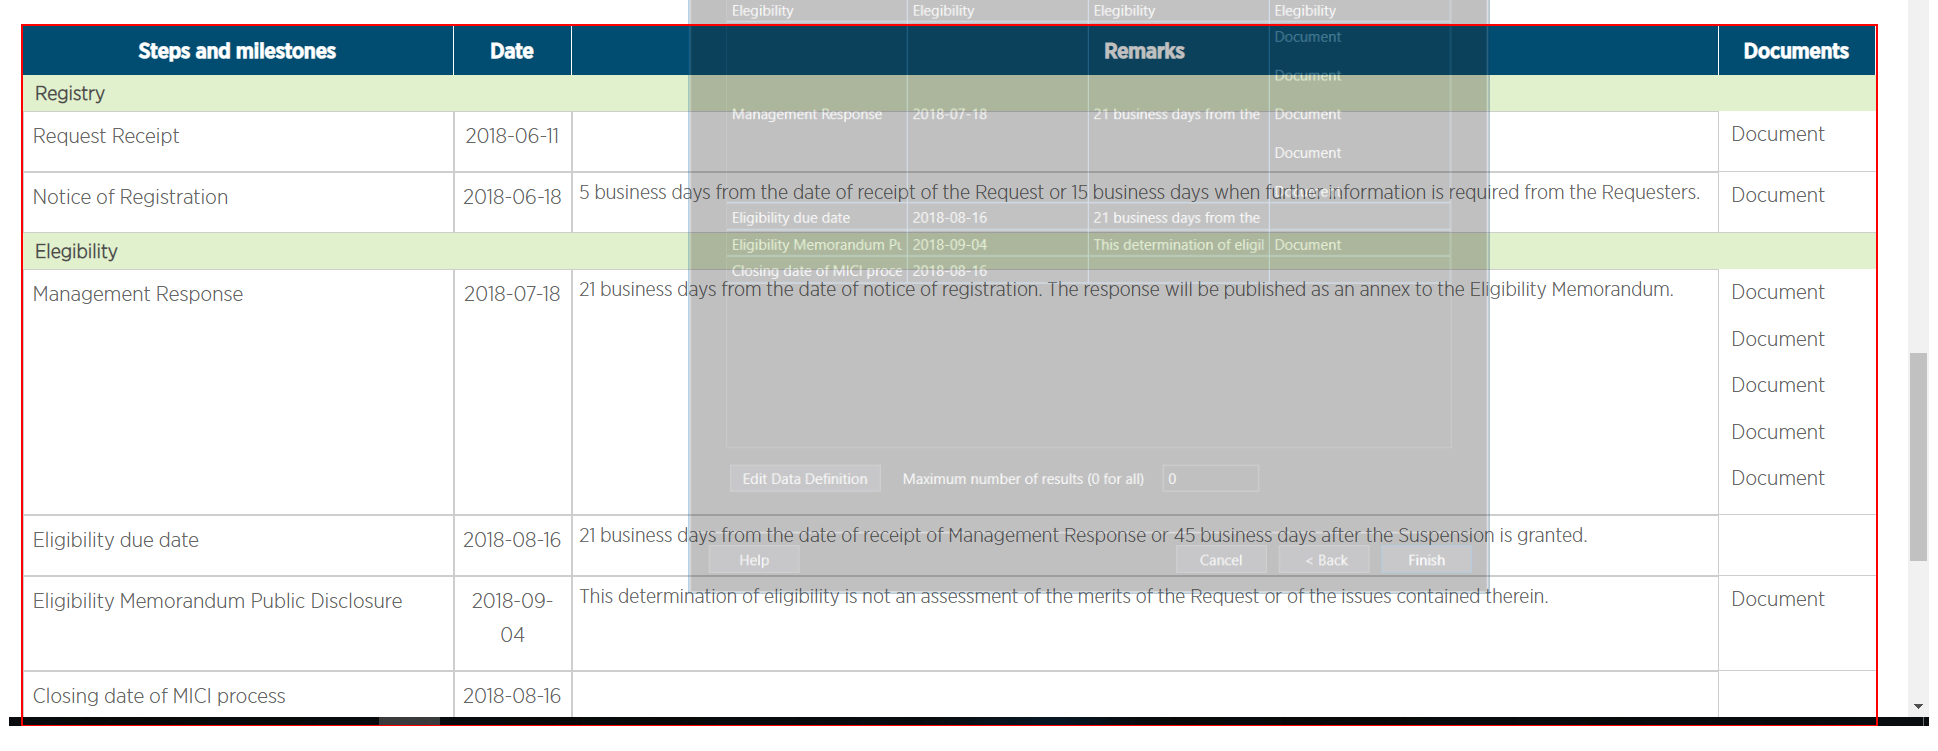 Elegibility Elegibility Elegibility Elegibility
Steps and milestones Date Remarks Documents
Document
Document
Registry
Management Response 2018-07-18 21 business days from the Document
Request Receipt 2018-06-11 Document
Document
Notice of Registration 2018-06-18 5 business days from the date of receipt of the Request or 15 business days when further information is required from the Requesters. Document
Document
Eligibility due date 2018-08-16 21 business days from the
Elegibility
Eligibility Memorandum Pu 2018-09-04 This determination of eligil Document
Closing date of MICI proce 2018-08-16
Management Response 2018-07-18 21 business days from the date of notice of registration. The response will be published as an annex to the Eligibility Memorandum. Document
Document
Document
Document
Document
Edit Data Definition Maximum number of results (0 for all) 0
Eligibility due date 2018-08-16 21 business days from the date of receipt of Management Response or 45 business days after the Suspension is granted.
Help Cancel < Back Finish
Eligibility Memorandum Public Disclosure 2018-09-04 This determination of eligibility is not an assessment of the merits of the Request or of the issues contained therein. Document
Closing date of MICI process 2018-08-16